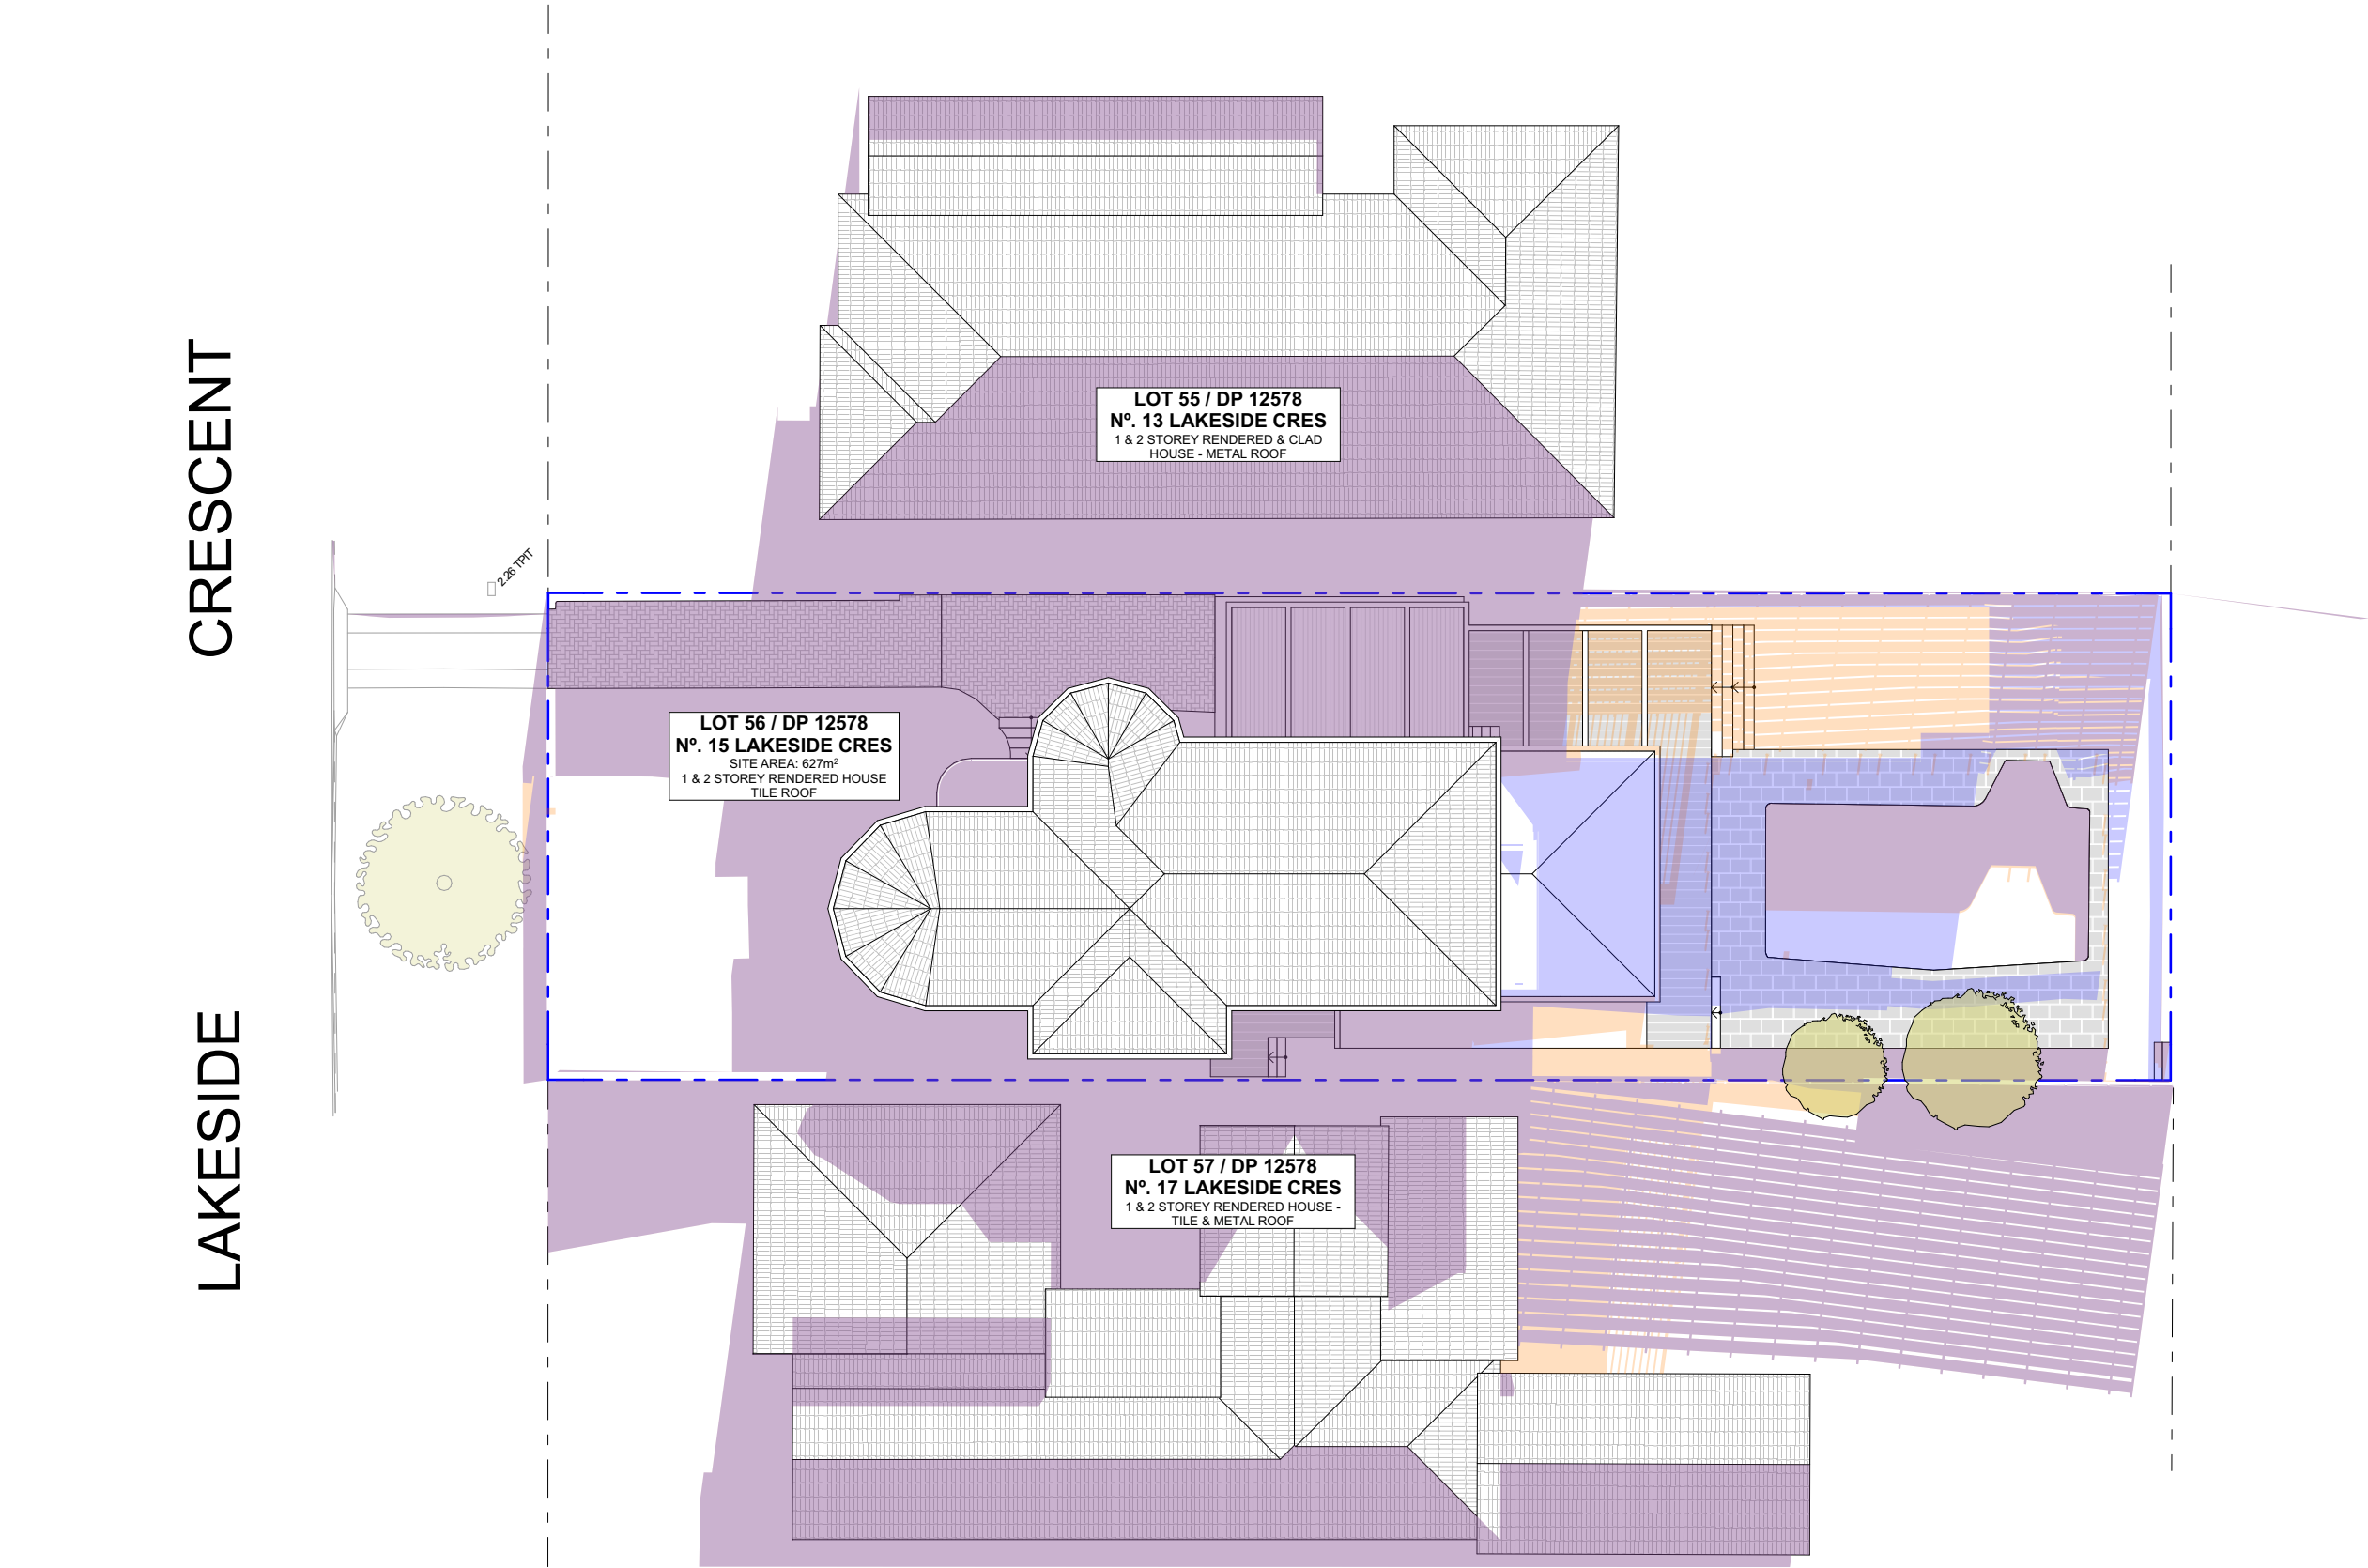 LOT 55 / DP 12578
Nº. 13 LAKESIDE CRES
1 & 2 STOREY RENDERED & CLAD
HOUSE - METAL ROOF
LAKESIDE CRESCENT
2.26 TPIT
LOT 56 / DP 12578
Nº. 15 LAKESIDE CRES
SITE AREA: 627m²
1 & 2 STOREY RENDERED HOUSE
TILE ROOF
LOT 57 / DP 12578
Nº. 17 LAKESIDE CRES
1 & 2 STOREY RENDERED HOUSE -
TILE & METAL ROOF